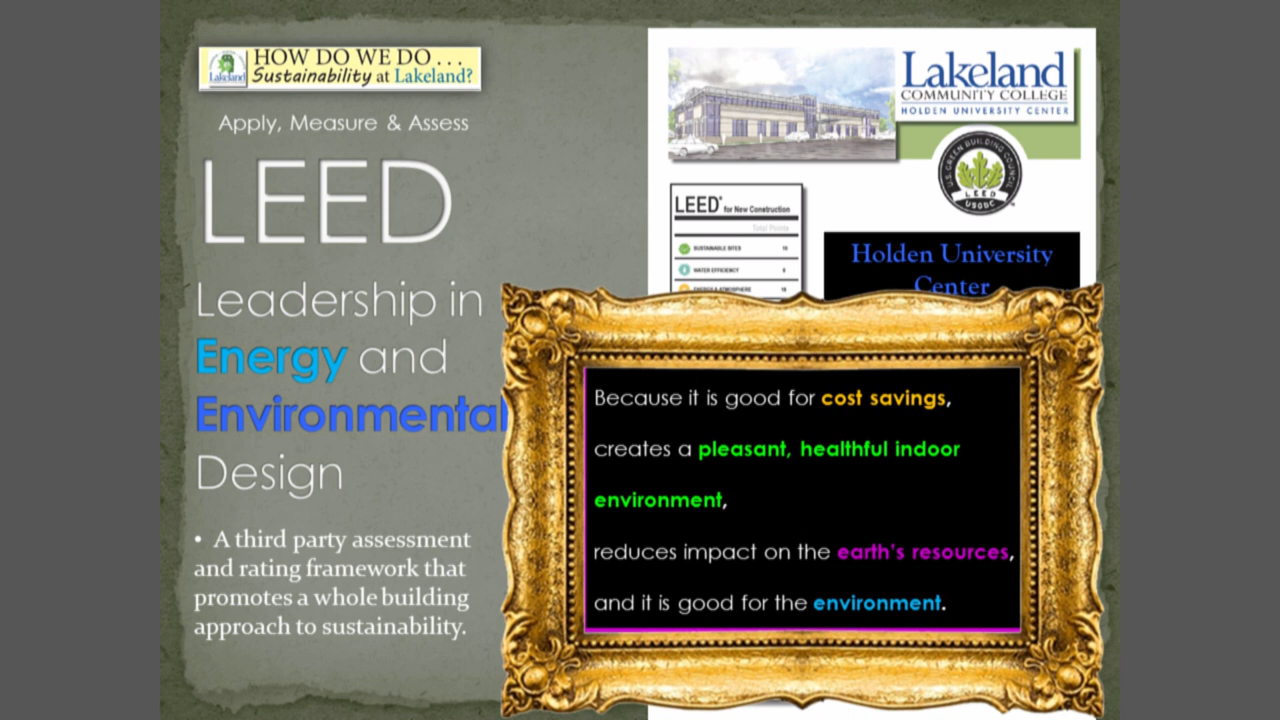 HOW DO WE DO . . .
Sustainability at Lakeland?
Lakeland
Apply, Measure & Assess
LEED
Leadership in
Energy and
Environmental
Design
• A third party assessment
and rating framework that
promotes a whole building
approach to sustainability.
Lakeland
COMMUNITY COLLEGE
HOLDEN UNIVERSITY CENTER
U.S. GREEN BUILDING COUNCIL
LEED
USGBC
LEED® for New Construction
Total Points
SUSTAINABLE SITES
WATER EFFICIENCY
ENERGY & ATMOSPHERE
Holden University
Center
Because it is good for cost savings,
creates a pleasant, healthful indoor
environment,
reduces impact on the earth's resources,
and it is good for the environment.